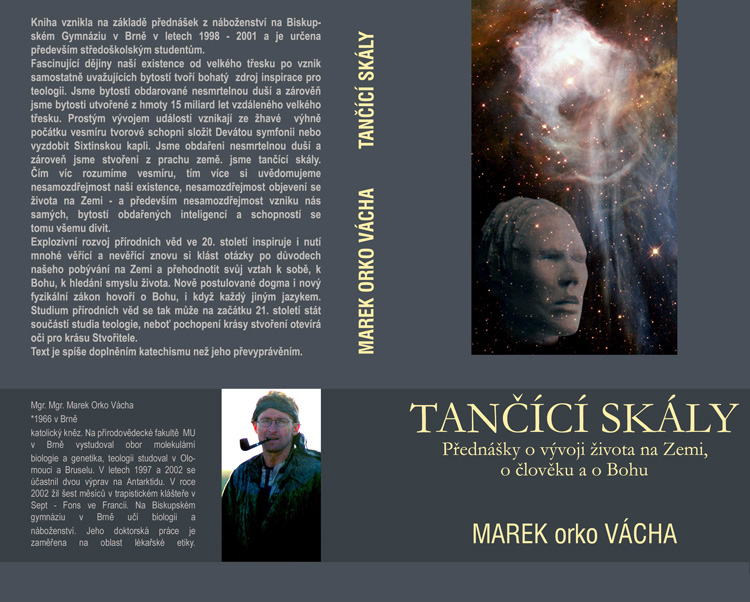 Kniha vznikla na základě přednášek z náboženství na Biskup-
ském Gymnáziu v Brně v letech 1998 - 2001 a je určena
především středoškolským studentům.
Fascinující dějiny naší existence od velkého třesku po vznik
samostatně uvažujících bytostí tvoří bohatý zdroj inspirace pro
teologii. Jsme bytosti obdarované nesmrtelnou duší a zárověň
jsme bytosti utvořené z hmoty 15 miliard let vzdáleného velkého
třesku. Prostým vývojem událostí vznikají ze žhavé výhně
počátku vesmíru tvorové schopni složit Devátou symfonii nebo
vyzdobit Sixtinskou kapli. Jsme obdařeni nesmrtelnou duší a
zároveň jsme stvořeni z prachu země. jsme tančící skály.
Čím víc rozumíme vesmíru, tím více si uvědomujeme
nesamozdřejmost naší existence, nesamozdřejmost objevení se
života na Zemi - a především nesamozdřejmost vzniku nás
samých, bytostí obdařených inteligencí a schopností se
tomu všemu divit.
Explozivní rozvoj přírodních věd ve 20. století inspiruje i nutí
mnohé věřící a nevěřící znovu si klást otázky po důvodech
našeho pobývání na Zemi a přehodnotit svůj vztah k sobě, k
Bohu, k hledání smyslu života. Nově postulované dogma i nový
fyzikální zákon hovoří o Bohu, i když každý jiným jazykem.
Studium přírodních věd se tak může na začátku 21. století stát
součástí studia teologie, neboť pochopení krásy stvoření otevírá
oči pro krásu Stvořitele.
Text je spíše doplněním katechismu než jeho převyprávěním.
Mgr. Mgr. Marek Orko Vácha
*1966 v Brně
katolický kněz. Na přírodovědecké fakultě MU
v Brně vystudoval obor molekulární
biologie a genetika, teologii studoval v Olo-
mouci a Bruselu. V letech 1997 a 2002 se
účastnil dvou výprav na Antarktidu. V roce
2002 žil šest měsíců v trapistickém klášteře v
Sept - Fons ve Francii. Na Biskupském
gymnáziu v Brně učí biologii a
náboženství. Jeho doktorská práce je
zaměřena na oblast lékařské etiky.
MAREK ORKO VÁCHA TANČÍCÍ SKÁLY
TANČÍCÍ SKÁLY
Přednášky o vývoji života na Zemi,
o člověku a o Bohu
MAREK orko VÁCHA